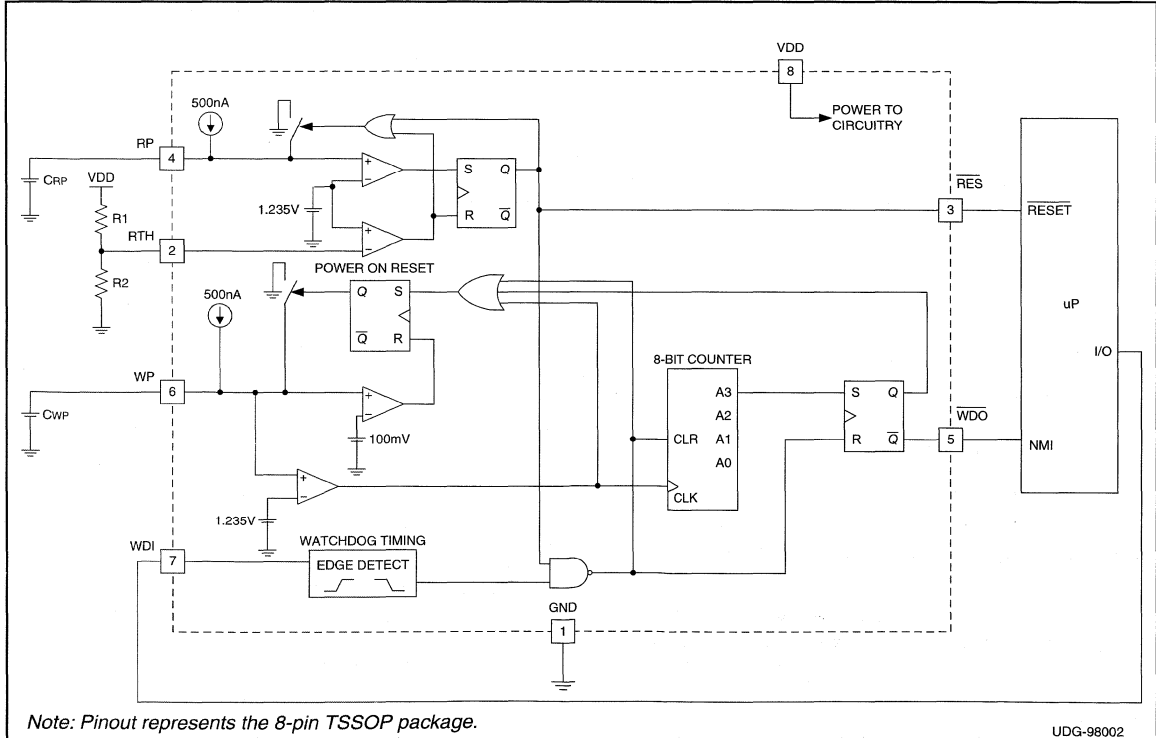 VDD
8
500nA
POWER TO
CIRCUITRY
RP
4
CRP
VDD
S Q
R Q̅
1.235V
R̅E̅S̅
3
R̅E̅S̅E̅T̅
R1
RTH
2
R2
POWER ON RESET
Q S
Q̅ R
500nA
uP
I/O
8-BIT COUNTER
WP
6
CWP
A3
A2
CLR A1
A0
CLK
S Q
R Q̅
W̅D̅O̅
5
NMI
100mV
1.235V
WDI
7
WATCHDOG TIMING
EDGE DETECT
GND
1
Note: Pinout represents the 8-pin TSSOP package.
UDG-98002